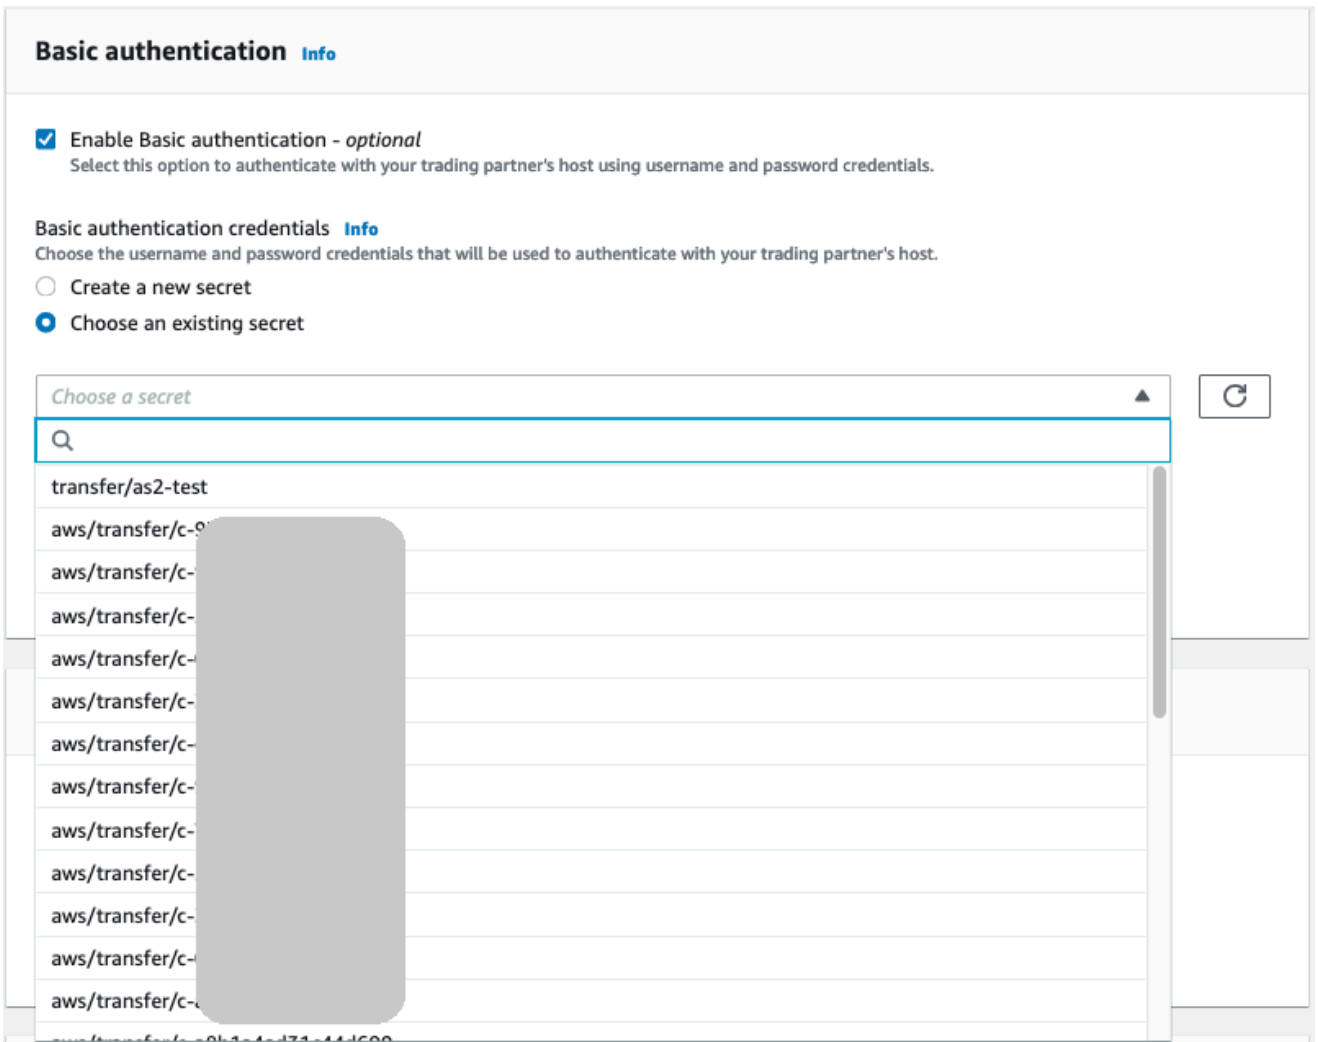 Basic authentication Info
Enable Basic authentication - optional
Select this option to authenticate with your trading partner's host using username and password credentials.
Basic authentication credentials Info
Choose the username and password credentials that will be used to authenticate with your trading partner's host.
Create a new secret
Choose an existing secret
Choose a secret
transfer/as2-test
aws/transfer/c-9
aws/transfer/c-
aws/transfer/c-
aws/transfer/c-
aws/transfer/c-
aws/transfer/c-
aws/transfer/c-
aws/transfer/c-
aws/transfer/c-
aws/transfer/c-
aws/transfer/c-
aws/transfer/c-